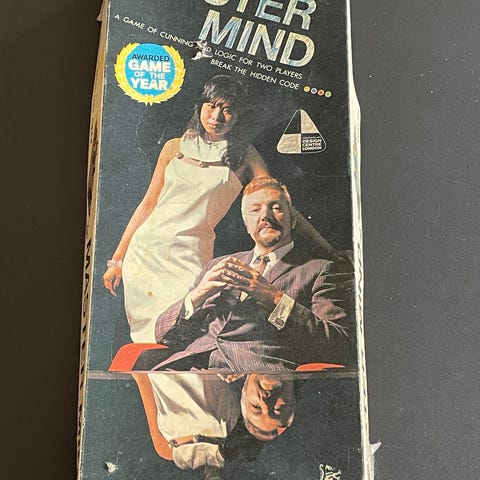 STER
MIND
A GAME OF CUNNING AND LOGIC FOR TWO PLAYERS
BREAK THE HIDDEN CODE
AWARDED
GAME
OF THE
YEAR
DESIGN
CENTRE
LONDON